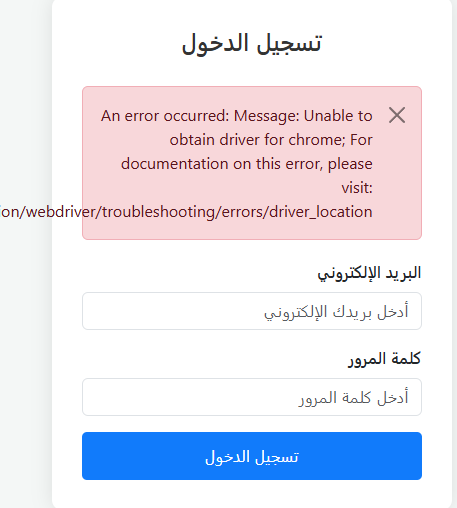 تسجيل الدخول
An error occurred: Message: Unable to
obtain driver for chrome; For
documentation on this error, please
visit:
ion/webdriver/troubleshooting/errors/driver_location
البريد الإلكتروني
أدخل بريدك الإلكتروني
كلمة المرور
أدخل كلمة المرور
تسجيل الدخول